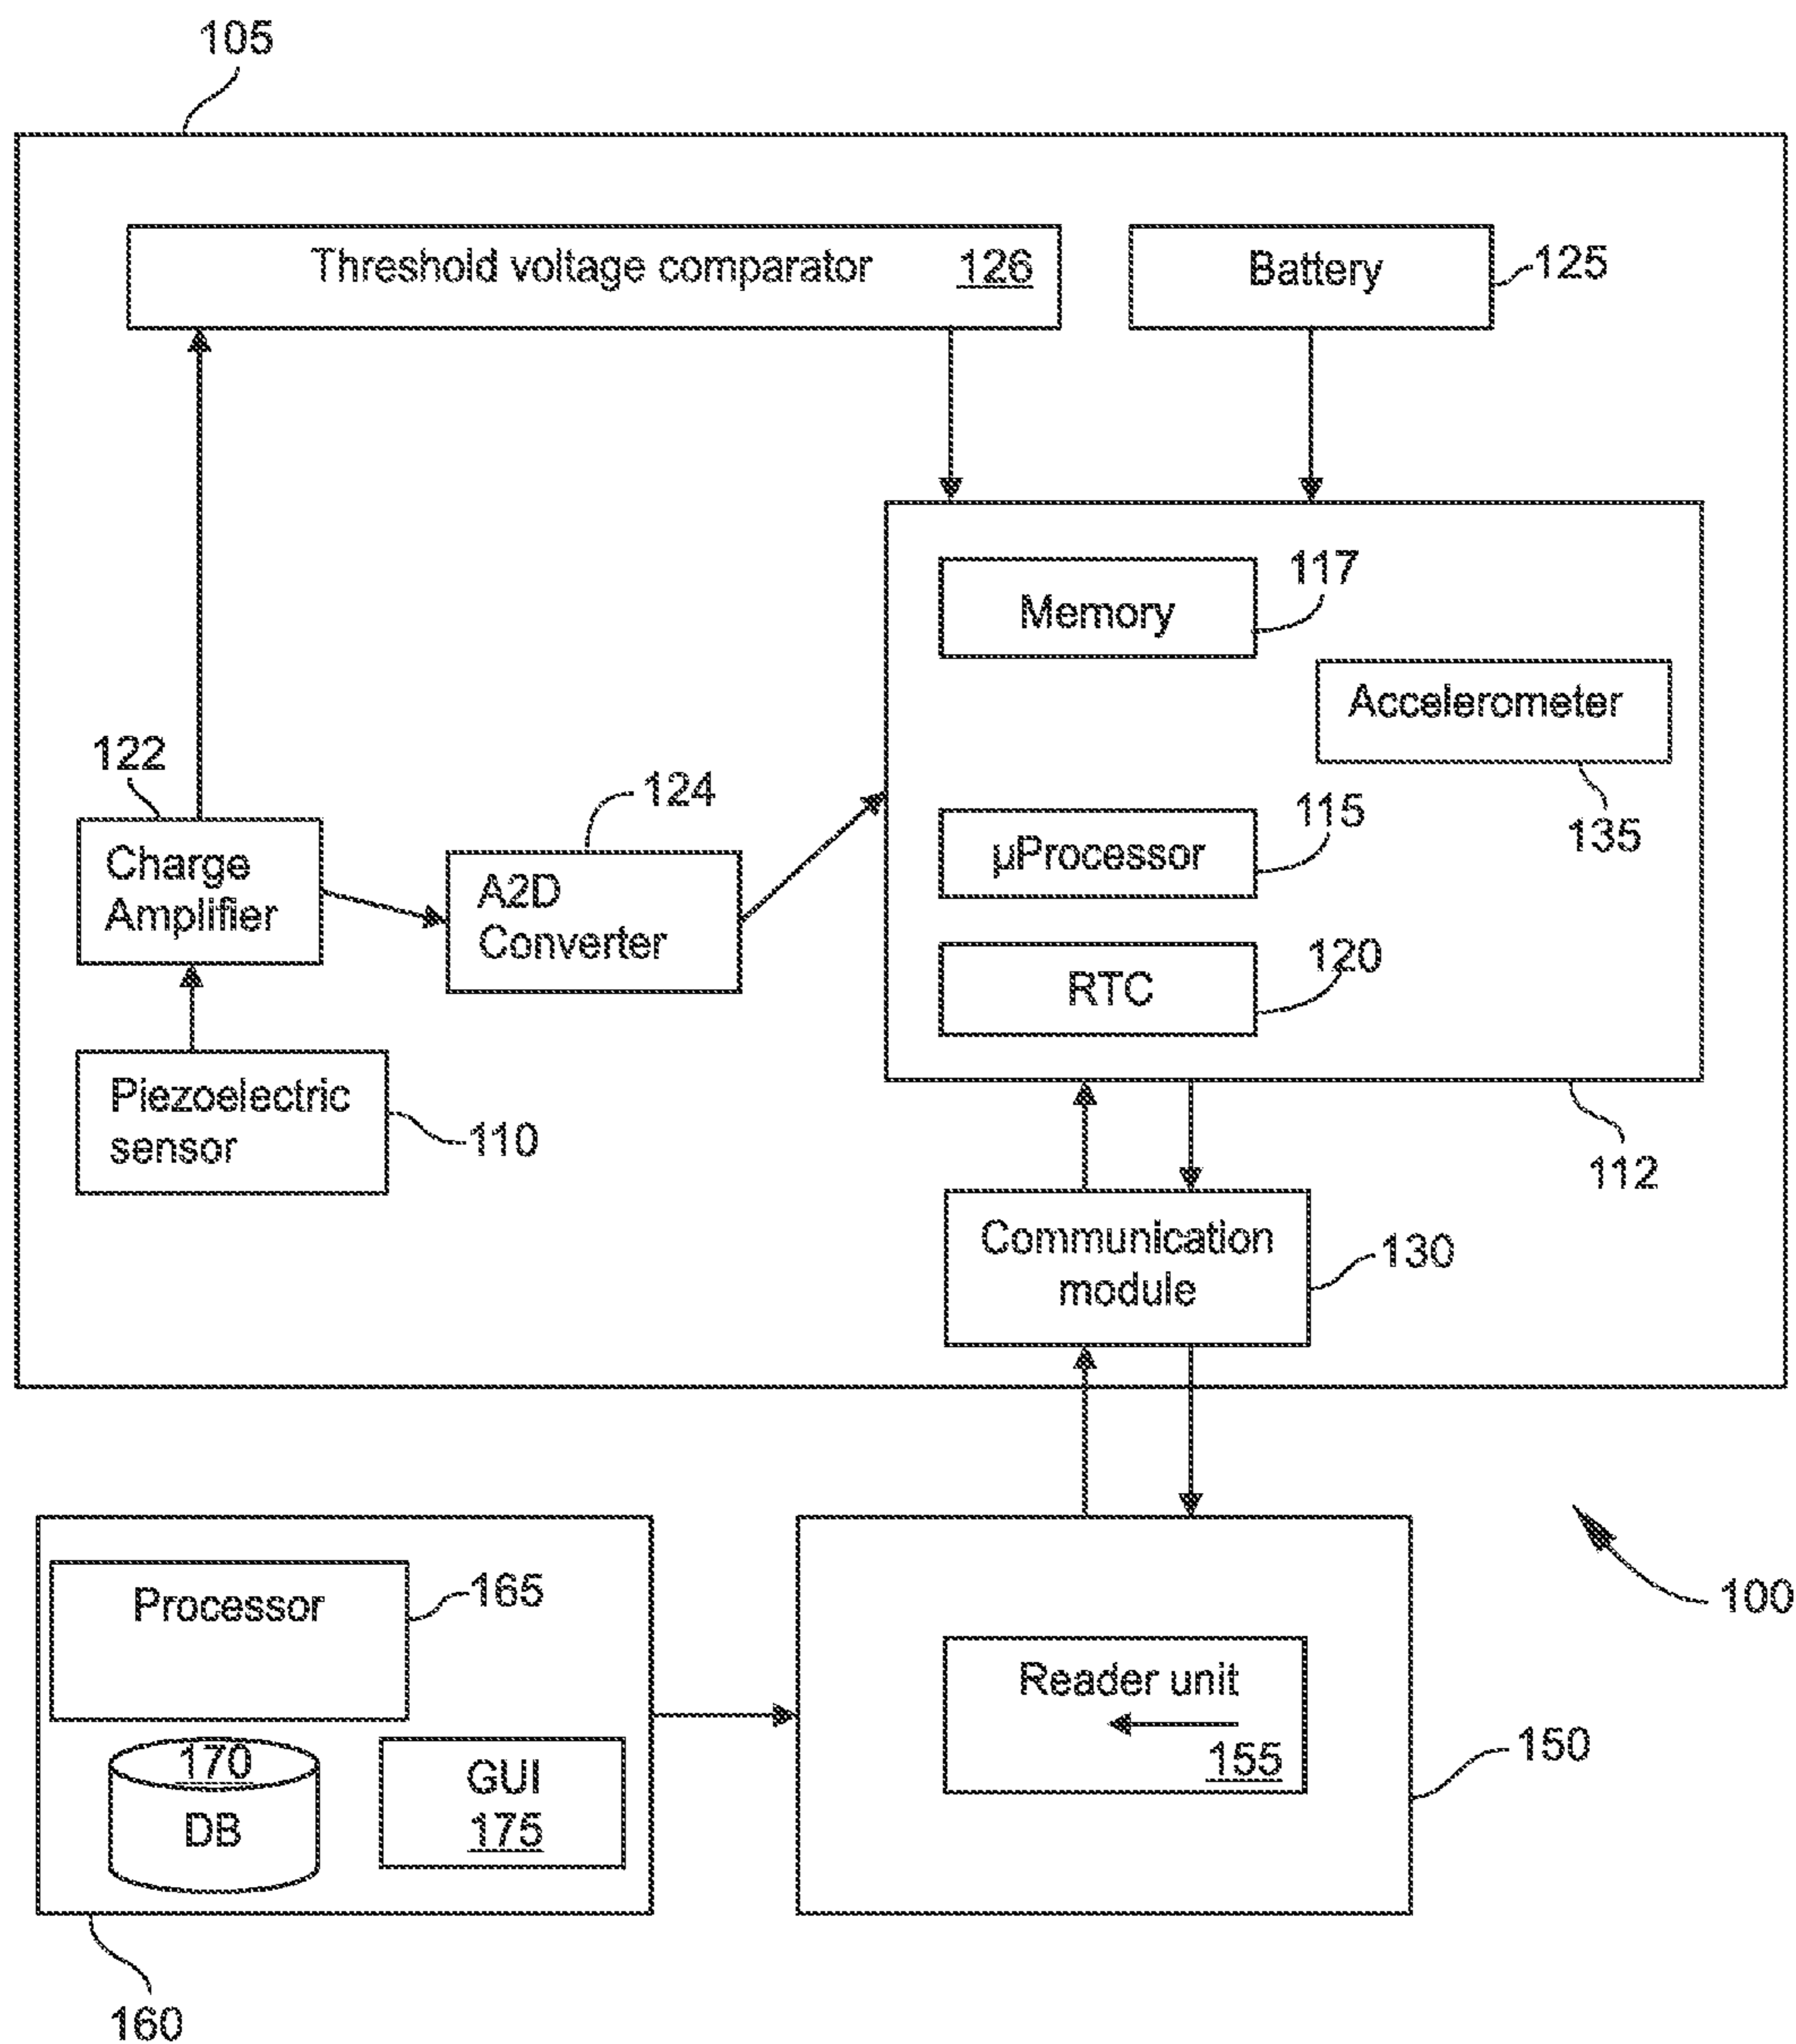 105
Threshold voltage comparator 126
Battery
125
Memory
117
Accelerometer
135
122
Charge
Amplifier
124
A2D
Converter
µProcessor
115
RTC
120
Piezoelectric
sensor
110
112
Communication
module
130
100
Processor
165
170
DB
GUI
175
Reader unit
155
150
160